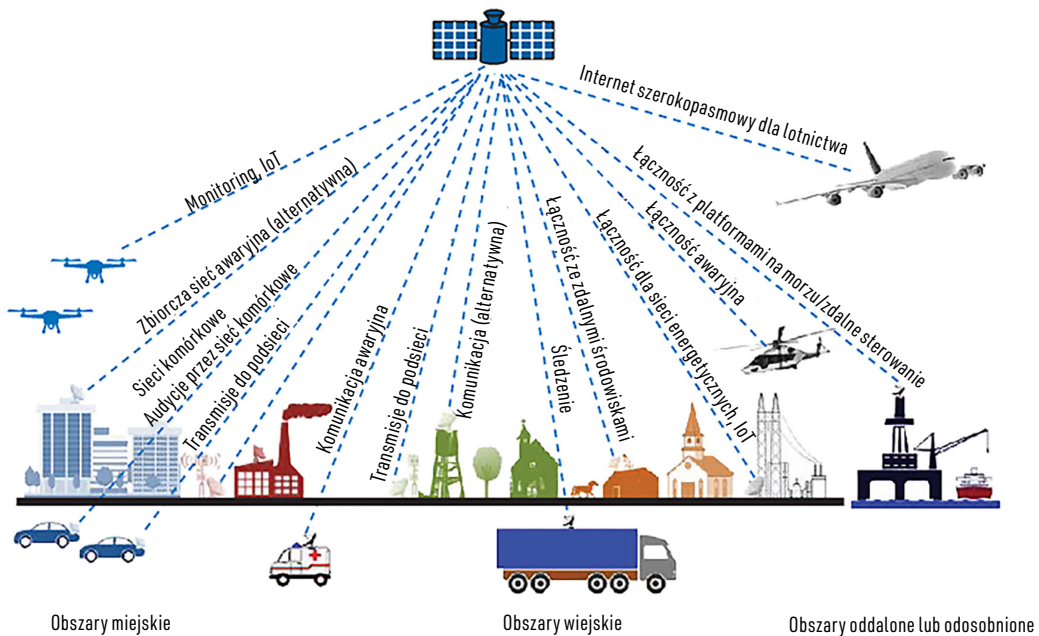 Internet szerokopasmowy dla lotnictwa
Monitoring, IoT
Zbiorcza sieć awaryjna (alternatywna)
Sieci komórkowe
Audycje przez sieć komórkowe
Transmisje do podsieci
Komunikacja awaryjna
Transmisje do podsieci
Komunikacja (alternatywna)
Śledzenie
Łączność ze zdalnymi środowiskami
Łączność dla sieci energetycznych, IoT
Łączność awaryjna
Łączność z platformami na morzu/zdalne sterowanie
Obszary miejskie
Obszary wiejskie
Obszary oddalone lub odosobnione